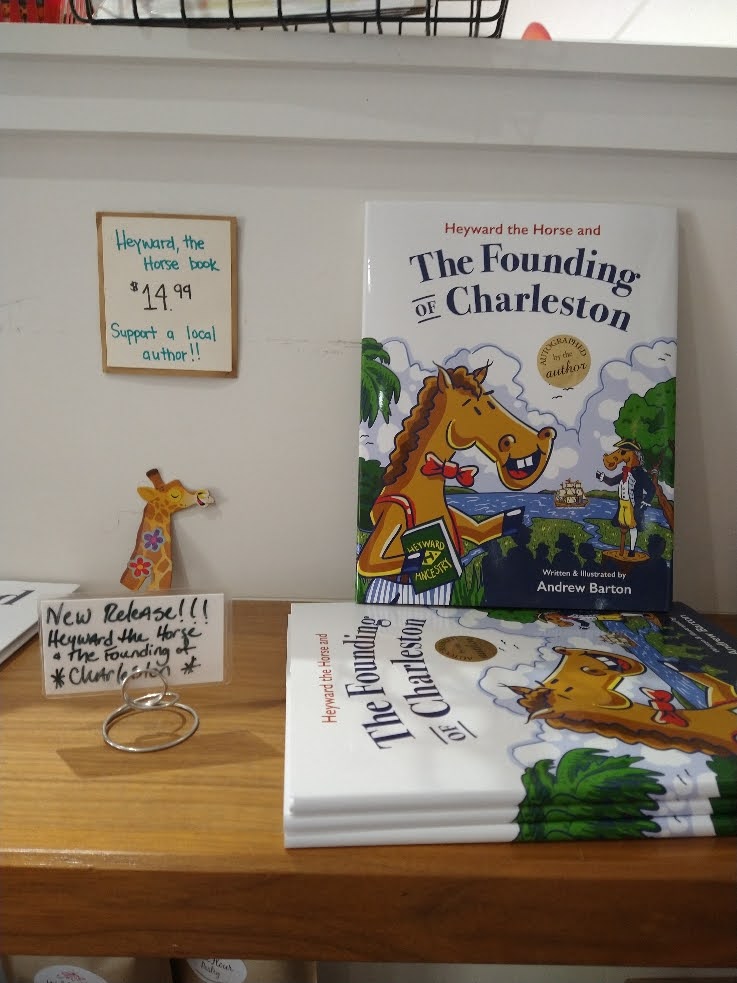 Heyward, the
Horse book
$14.99
Support a local
author!!
Heyward the Horse and
The Founding
OF Charleston
AUTOGRAPHED
by the
author
HEYWARD
ANCESTRY
Written & Illustrated by
Andrew Barton
New Release!!!
Heyward the Horse
& The Founding of
* Charleston *
Heyward the Horse and
The Founding
OF Charleston
Andrew Barton